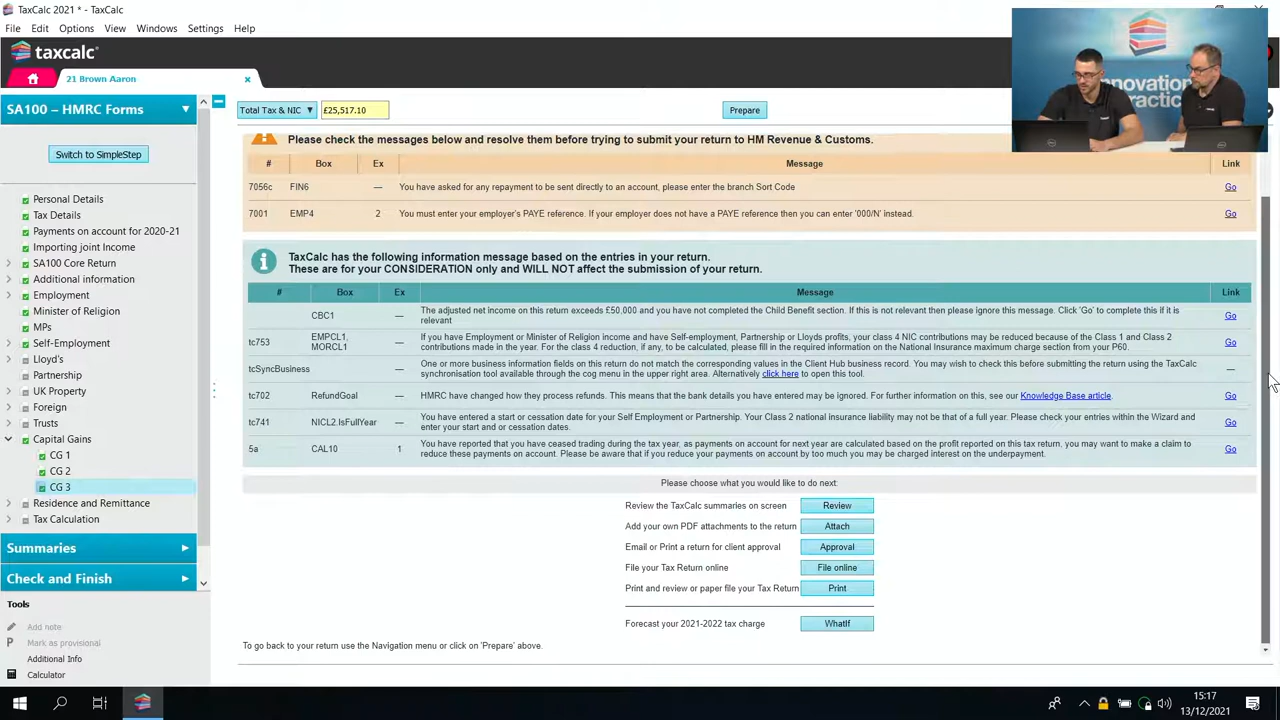 TaxCalc 2021 * - TaxCalc
File Edit Options View Windows Settings Help
taxcalc
21 Brown Aaron ×
SA100 – HMRC Forms
Total Tax & NIC £25,517.10 Prepare
Switch to SimpleStep
Personal Details
Tax Details
Payments on account for 2020-21
Importing joint Income
SA100 Core Return
Additional information
Employment
Minister of Religion
MPs
Self-Employment
Lloyd's
Partnership
UK Property
Foreign
Trusts
Capital Gains
CG 1
CG 2
CG 3
Residence and Remittance
Tax Calculation
Summaries
Check and Finish
Tools
Add note
P Mark as provisional
Additional Info
Calculator
Please check the messages below and resolve them before trying to submit your return to HM Revenue & Customs.
# Box Ex Message Link
7056c FIN6 — You have asked for any repayment to be sent directly to an account, please enter the branch Sort Code Go
7001 EMP4 2 You must enter your employer's PAYE reference. If your employer does not have a PAYE reference then you can enter '000/N' instead. Go
TaxCalc has the following information message based on the entries in your return.
These are for your CONSIDERATION only and WILL NOT affect the submission of your return.
# Box Ex Message Link
CBC1 — The adjusted net income on this return exceeds £50,000 and you have not completed the Child Benefit section. If this is not relevant then please ignore this message. Click 'Go' to complete this if it is Go
relevant
tc753 EMPCL1, MORCL1 — If you have Employment or Minister of Religion income and have Self-employment, Partnership or Lloyds profits, your class 4 NIC contributions may be reduced because of the Class 1 and Class 2 Go
contributions made in the year. For the class 4 reduction, if any, to be calculated, please fill in the required information on the National Insurance maximum charge section from your P60.
tcSyncBusiness — One or more business information fields on this return do not match the corresponding values in the Client Hub business record. You may wish to check this before submitting the return using the TaxCalc —
synchronisation tool available through the cog menu in the upper right area. Alternatively click here to open this tool.
tc702 RefundGoal — HMRC have changed how they process refunds. This means that the bank details you have entered may be ignored. For further information on this, see our Knowledge Base article. Go
tc741 NICL2.IsFullYear — You have entered a start or cessation date for your Self Employment or Partnership. Your Class 2 national insurance liability may not be that of a full year. Please check your entries within the Wizard and Go
enter your start and or cessation dates.
5a CAL10 1 You have reported that you have ceased trading during the tax year, as payments on account for next year are calculated based on the profit reported on this tax return, you may want to make a claim to Go
reduce these payments on account. Please be aware that if you reduce your payments on account by too much you may be charged interest on the underpayment.
Please choose what you would like to do next:
Review the TaxCalc summaries on screen Review
Add your own PDF attachments to the return Attach
Email or Print a return for client approval Approval
File your Tax Return online File online
Print and review or paper file your Tax Return Print
Forecast your 2021-2022 tax charge WhatIf
To go back to your return use the Navigation menu or click on 'Prepare' above.
15:17
13/12/2021